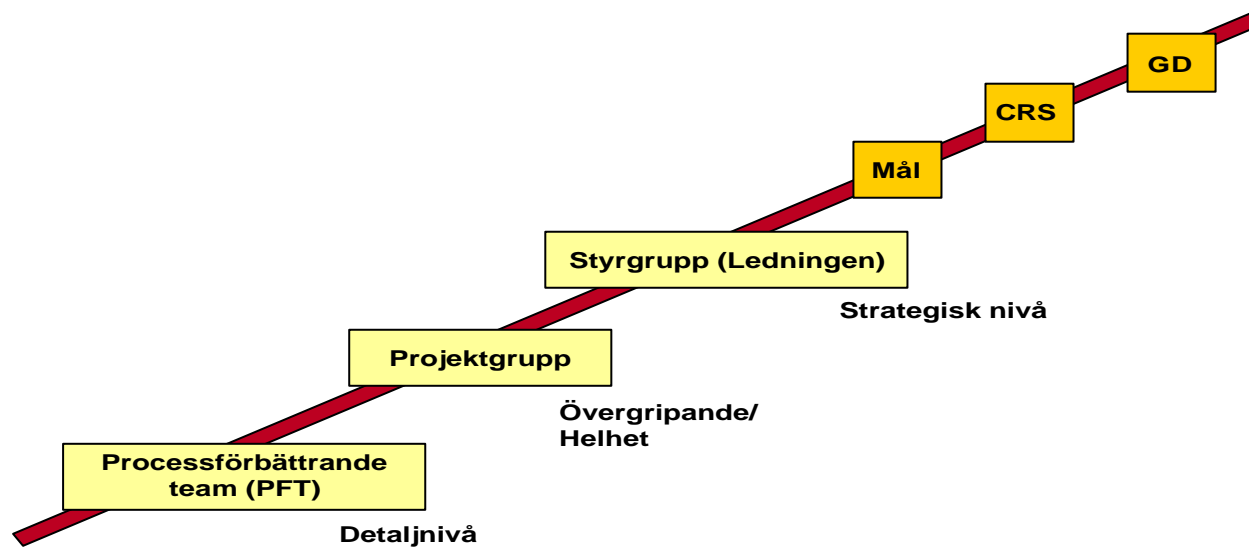 GD
CRS
Mål
Styrgrupp (Ledningen)
Strategisk nivå
Projektgrupp
Övergripande/
Helhet
Processförbättrande
team (PFT)
Detaljnivå